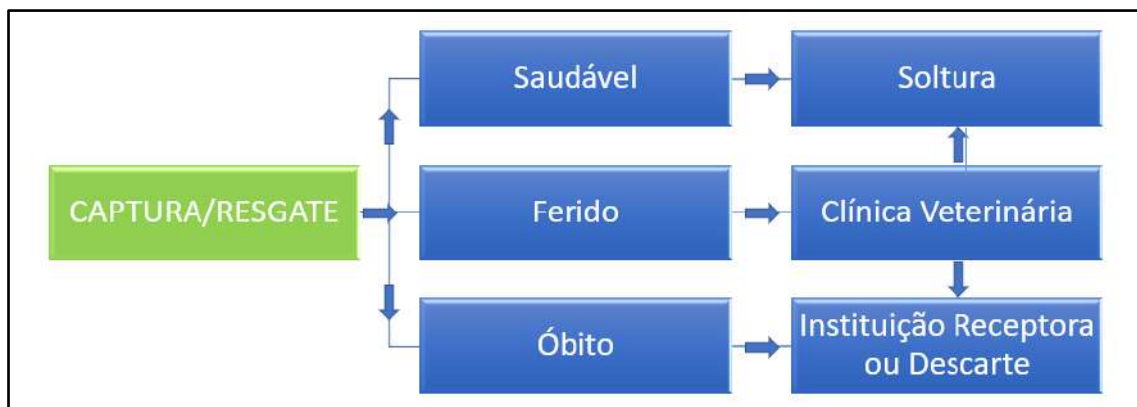 Saudável
Soltura
CAPTURA/RESGATE
Ferido
Clínica Veterinária
Óbito
Instituição Receptora
ou Descarte